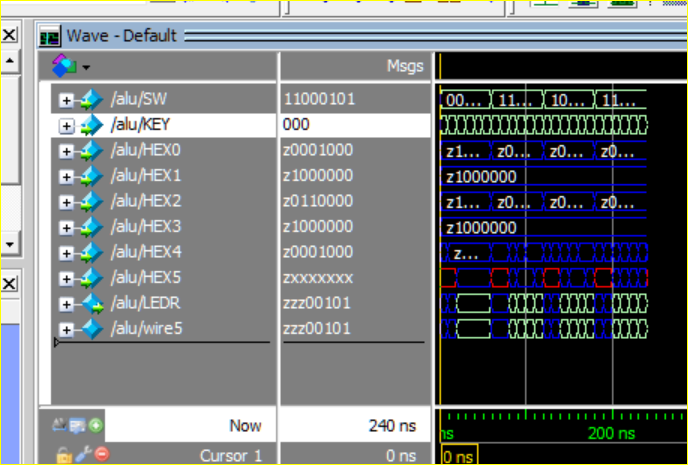 Wave - Default
Msgs
/alu/SW 11000101 00... 11... 10... 11...
/alu/KEY 000
/alu/HEX0 z0001000 z1... z0... z0... z0...
/alu/HEX1 z1000000 z1000000
/alu/HEX2 z0110000 z1... z0... z0... z0...
/alu/HEX3 z1000000 z1000000
/alu/HEX4 z0001000 z...
/alu/HEX5 zxxxxxxx
/alu/LEDR zzz00101
/alu/wire5 zzz00101
Now 240 ns ns 200 ns
Cursor 1 0 ns 0 ns